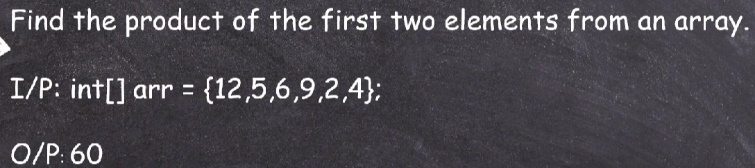 Find the product of the first two elements from an array.
I/P: int[] arr = {12,5,6,9,2,4};
O/P: 60